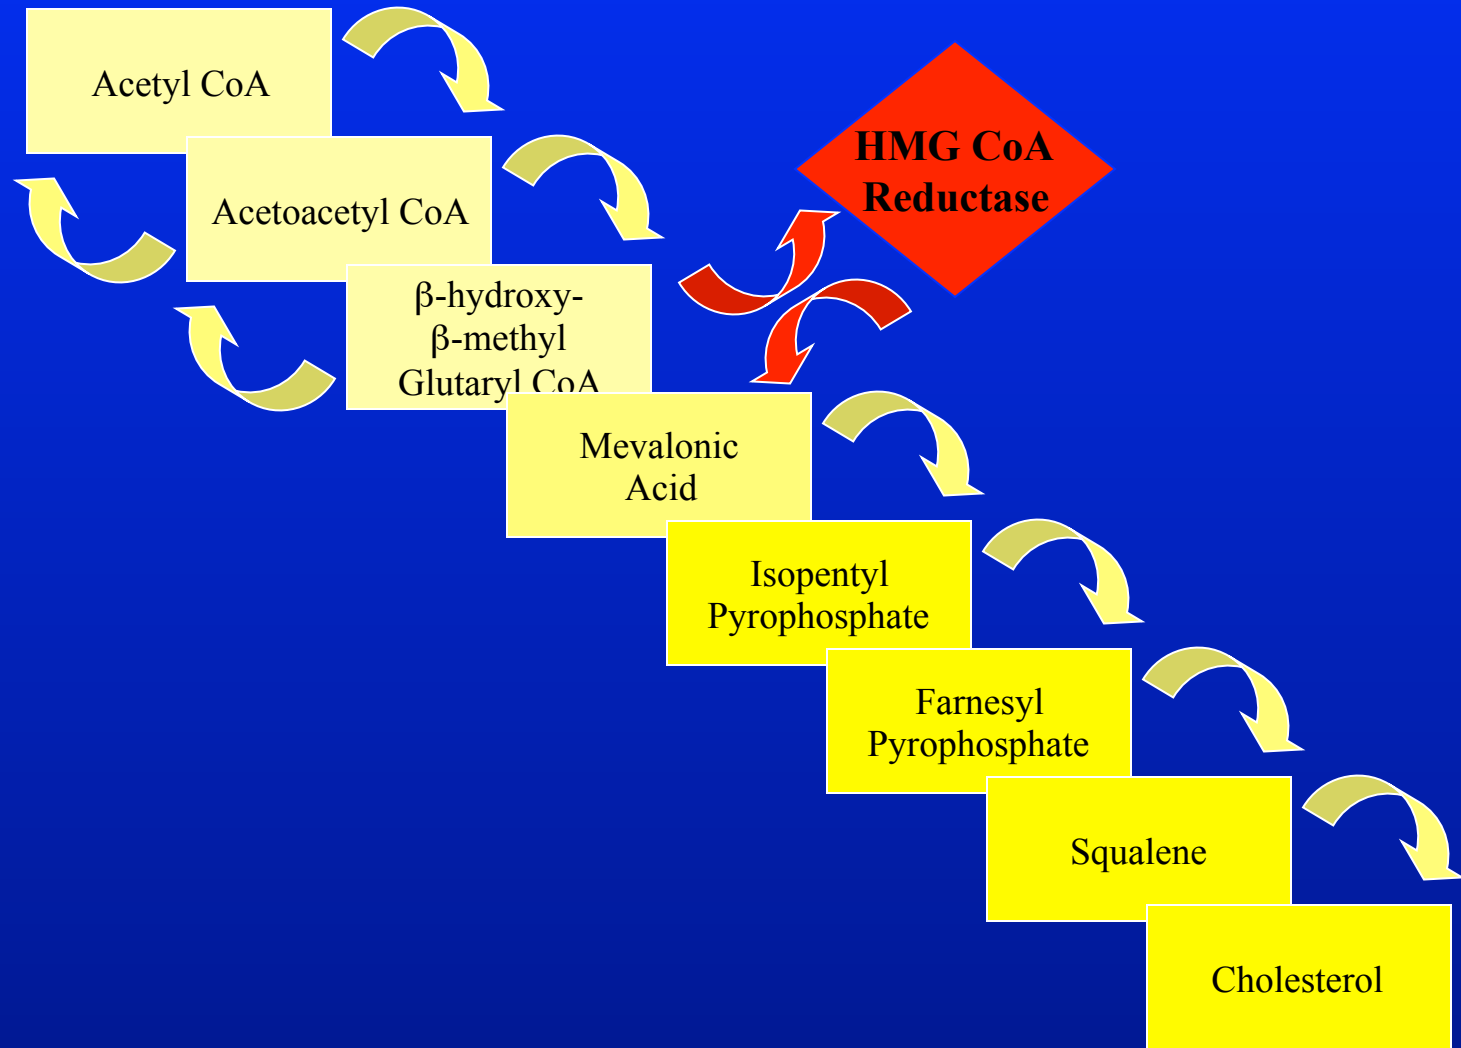 Acetyl CoA
Acetoacetyl CoA
HMG CoA
Reductase
β-hydroxy-
β-methyl
Glutaryl CoA
Mevalonic
Acid
Isopentyl
Pyrophosphate
Farnesyl
Pyrophosphate
Squalene
Cholesterol